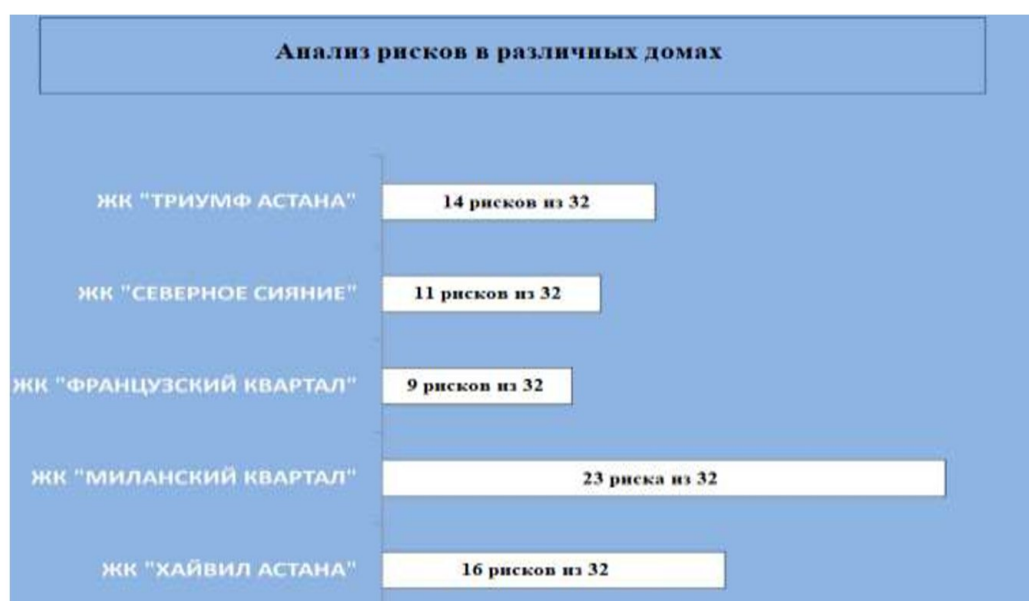 Анализ рисков в различных домах
ЖК "ТРИУМФ АСТАНА" 14 рисков из 32
ЖК "СЕВЕРНОЕ СИЯНИЕ" 11 рисков из 32
ЖК "ФРАНЦУЗСКИЙ КВАРТАЛ" 9 рисков из 32
ЖК "МИЛАНСКИЙ КВАРТАЛ" 23 риска из 32
ЖК "ХАЙВИЛ АСТАНА" 16 рисков из 32